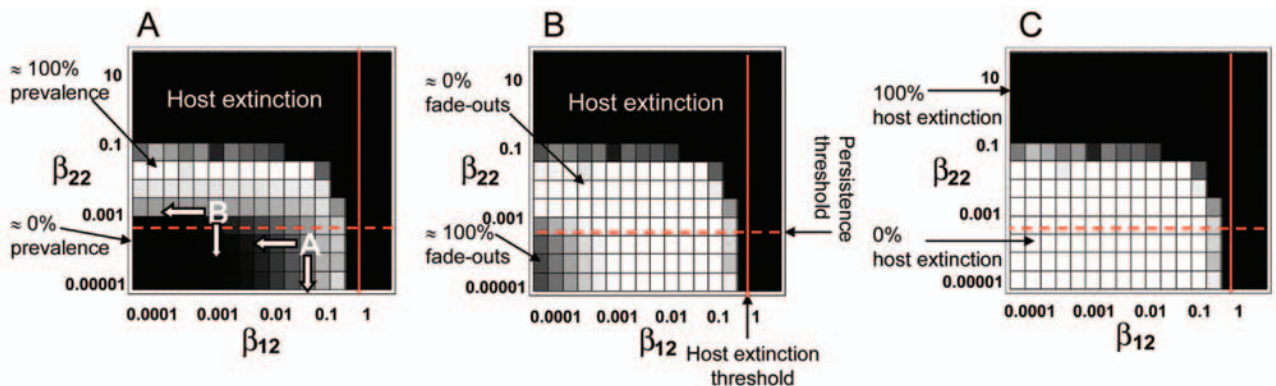 A
≈ 100%
prevalence
Host extinction
10
0.1
β22
0.001
≈ 0%
prevalence
B
A
0.00001
0.0001 0.001 0.01 0.1 1
β12
B
≈ 0%
fade-outs
Host extinction
10
0.1
β22
0.001
≈ 100%
fade-outs
0.00001
0.0001 0.001 0.01 0.1 1
β12
Persistence
threshold
Host extinction
threshold
C
100%
host extinction
10
0.1
β22
0.001
0%
host extinction
0.00001
0.0001 0.001 0.01 0.1 1
β12